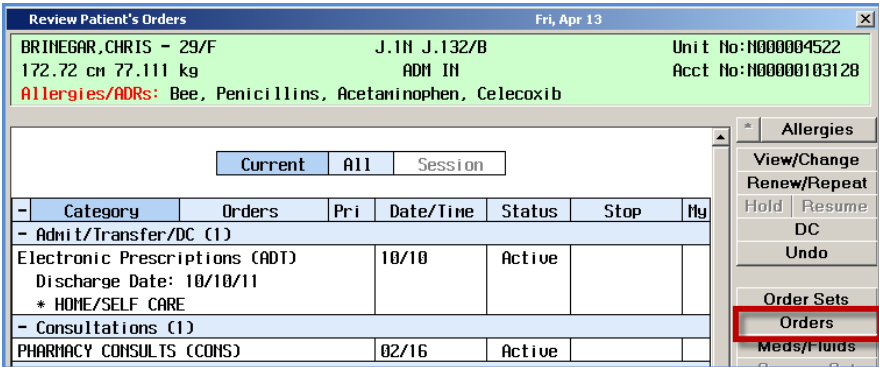 Review Patient's Orders Fri, Apr 13 X
BRINEGAR,CHRIS - 29/F J.1N J.132/B Unit No:N000004522
172.72 cm 77.111 kg ADM IN Acct No:N00000103128
Allergies/ADRs: Bee, Penicillins, Acetaminophen, Celecoxib
* Allergies
Current All Session
View/Change
Renew/Repeat
- Category Orders Pri Date/Time Status Stop My
Hold Resume
- Admit/Transfer/DC (1)
DC
Electronic Prescriptions (ADT) 10/10 Active
Undo
Discharge Date: 10/10/11
* HOME/SELF CARE
Order Sets
- Consultations (1)
Orders
PHARMACY CONSULTS (CONS) 02/16 Active
Meds/Fluids